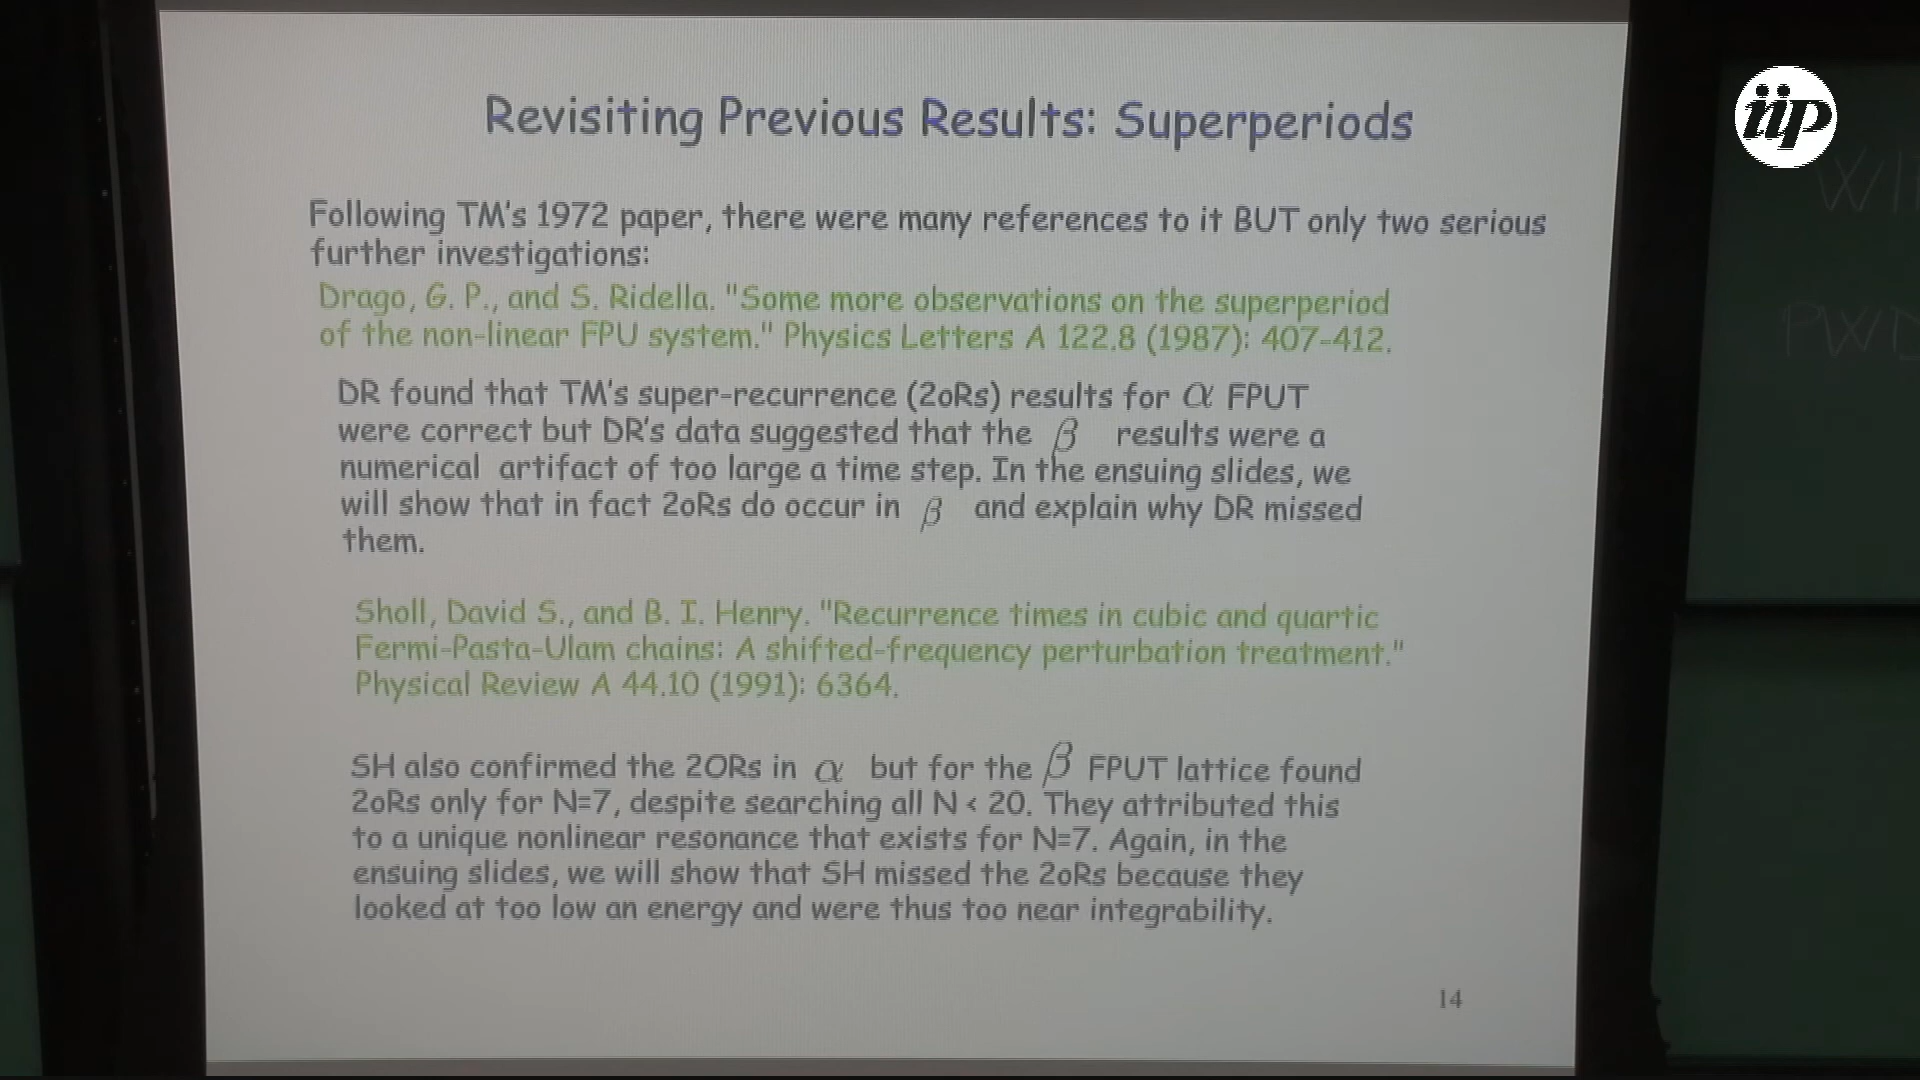 iip
Revisiting Previous Results: Superperiods
Following TM's 1972 paper, there were many references to it BUT only two serious
further investigations:
Drago, G. P., and S. Ridella. "Some more observations on the superperiod
of the non-linear FPU system." Physics Letters A 122.8 (1987): 407-412.
DR found that TM's super-recurrence (2oRs) results for α FPUT
were correct but DR's data suggested that the β results were a
numerical artifact of too large a time step. In the ensuing slides, we
will show that in fact 2oRs do occur in β and explain why DR missed
them.
Sholl, David S., and B. I. Henry. "Recurrence times in cubic and quartic
Fermi-Pasta-Ulam chains: A shifted-frequency perturbation treatment."
Physical Review A 44.10 (1991): 6364.
SH also confirmed the 2ORs in α but for the β FPUT lattice found
2oRs only for N=7, despite searching all N < 20. They attributed this
to a unique nonlinear resonance that exists for N=7. Again, in the
ensuing slides, we will show that SH missed the 2oRs because they
looked at too low an energy and were thus too near integrability.
14